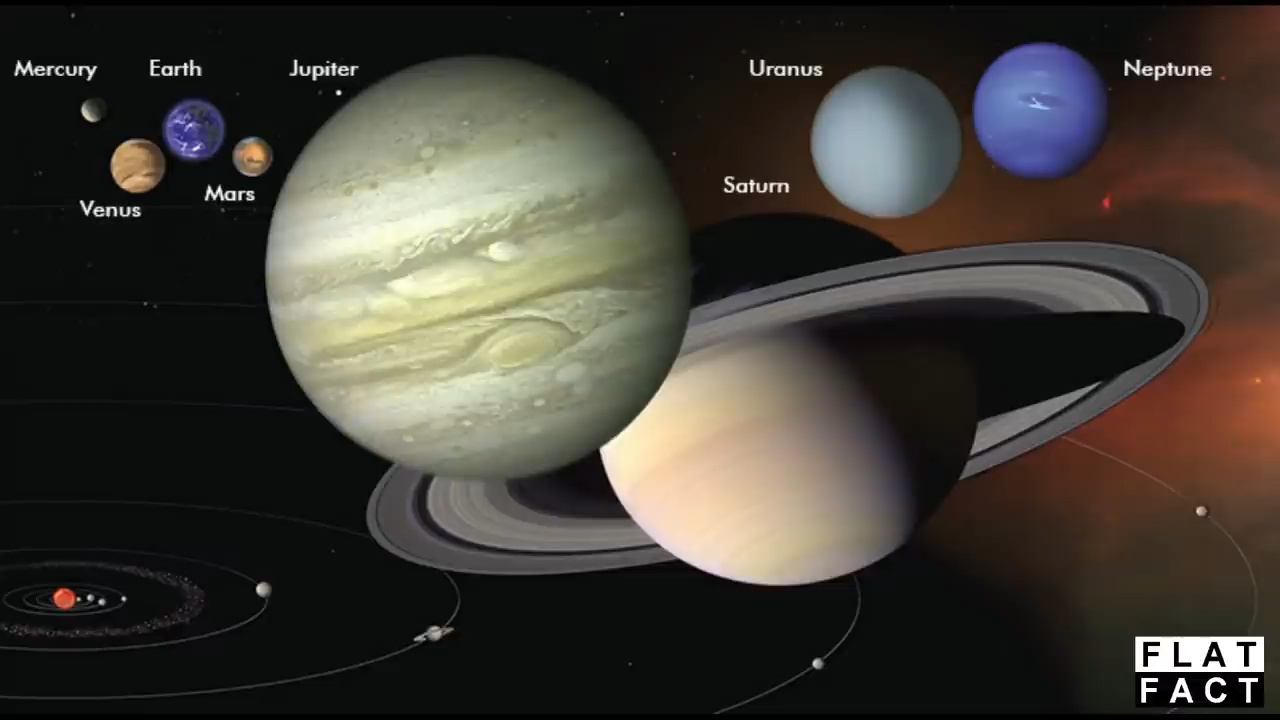 Mercury
Earth
Jupiter
Venus
Mars
Uranus
Neptune
Saturn
FLAT
FACT